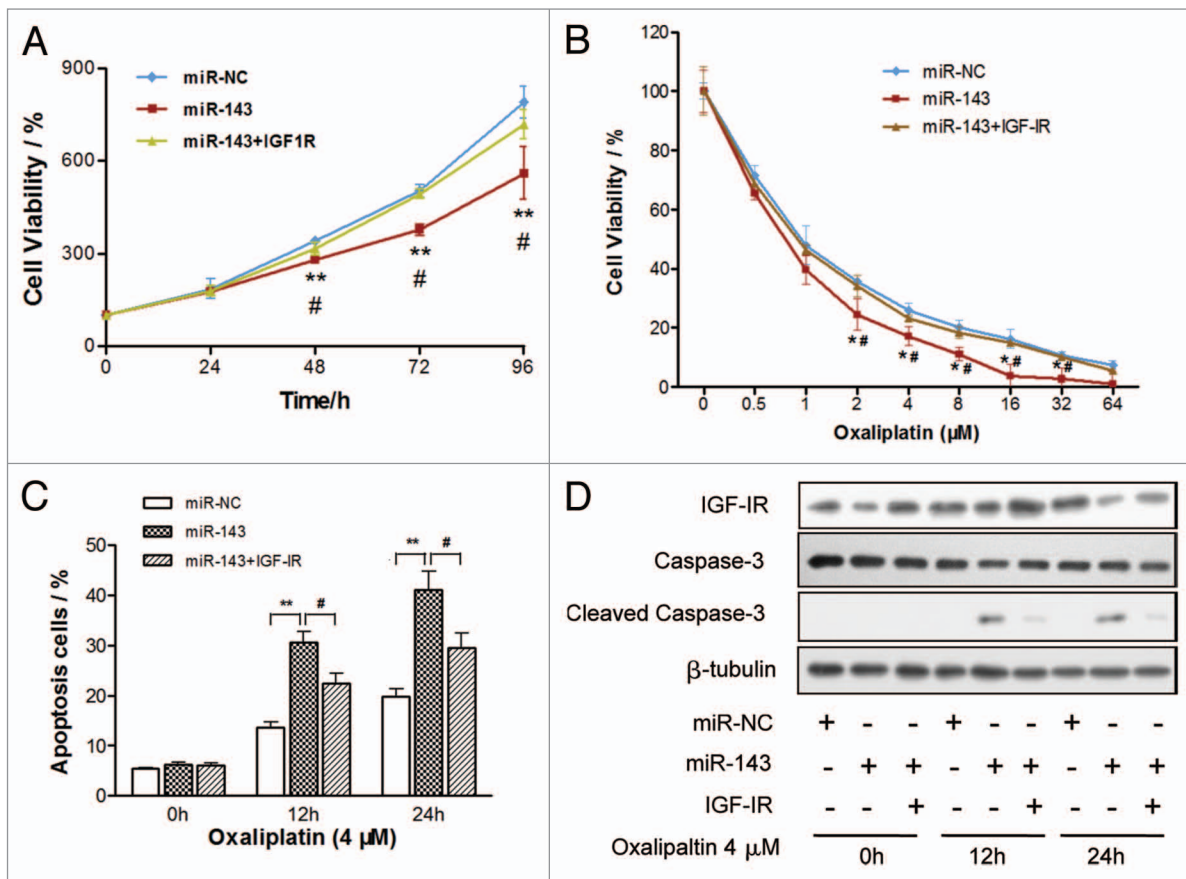 A
miR-NC
miR-143
miR-143+IGF1R
Cell Viability / %
900
600
300
0
0 24 48 72 96
** ** **
# # #
Time/h
B
miR-NC
miR-143
miR-143+IGF-IR
Cell Viability / %
120
100
80
60
40
20
0
*# *# *# *# *#
0 0.5 1 2 4 8 16 32 64
Oxaliplatin (µM)
C
miR-NC
miR-143
miR-143+IGF-IR
Apoptosis cells / %
50
40
30
20
10
0
** # ** #
0h 12h 24h
Oxaliplatin (4 µM)
D
IGF-IR
Caspase-3
Cleaved Caspase-3
β-tubulin
miR-NC + - - + - - + - -
miR-143 - + + - + + - + +
IGF-IR - - + - - + - - +
Oxalipaltin 4 µM 0h 12h 24h